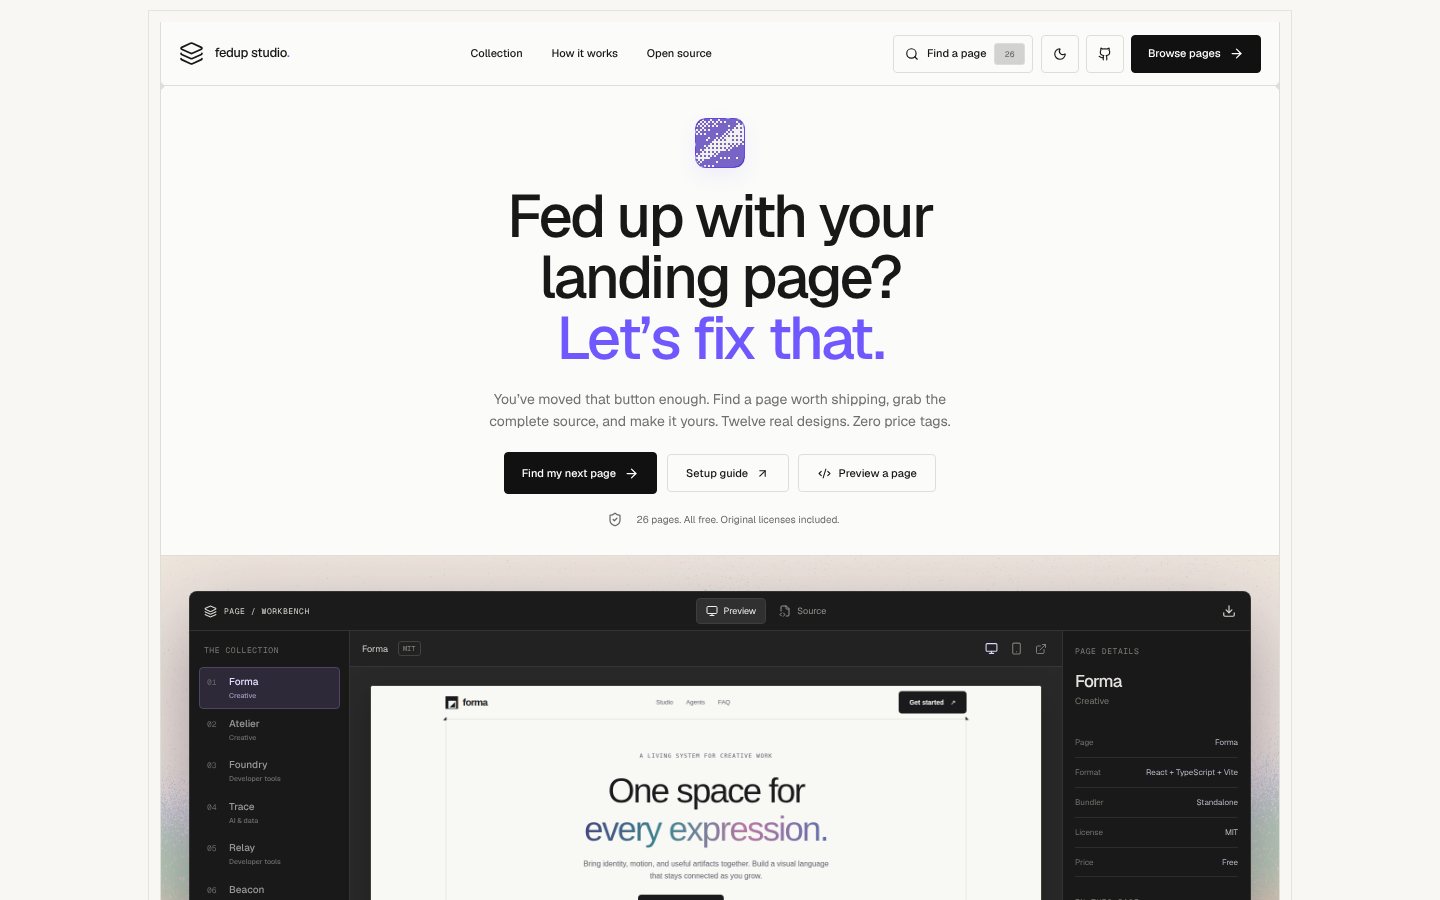 fedup studio.
Collection
How it works
Open source
Find a page 26
Browse pages
Fed up with your
landing page?
Let’s fix that.
You’ve moved that button enough. Find a page worth shipping, grab the
complete source, and make it yours. Twelve real designs. Zero price tags.
Find my next page
Setup guide
Preview a page
26 pages. All free. Original licenses included.
PAGE / WORKBENCH
Preview
Source
THE COLLECTION
01 Forma
Creative
02 Atelier
Creative
03 Foundry
Developer tools
04 Trace
AI & data
05 Relay
Developer tools
06 Beacon
Forma MIT
forma
Studio
Agents
FAQ
Get started
A LIVING SYSTEM FOR CREATIVE WORK
One space for
every expression.
Bring identity, motion, and useful artifacts together. Build a visual language
that stays connected as you grow.
PAGE DETAILS
Forma
Creative
Page Forma
Format React + TypeScript + Vite
Bundler Standalone
License MIT
Price Free